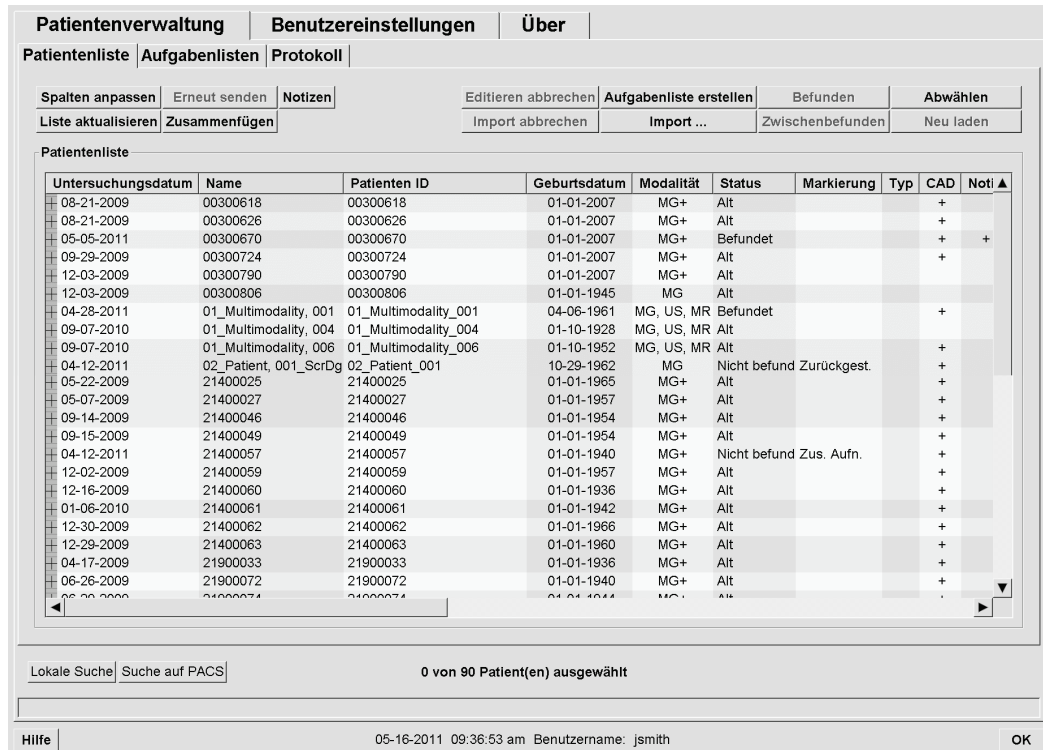 Patientenverwaltung Benutzereinstellungen Über
Patientenliste Aufgabenlisten Protokoll
Spalten anpassen Erneut senden Notizen Editieren abbrechen Aufgabenliste erstellen Befunden Abwählen
Liste aktualisieren Zusammenfügen Import abbrechen Import ... Zwischenbefunden Neu laden
Patientenliste
Untersuchungsdatum Name Patienten ID Geburtsdatum Modalität Status Markierung Typ CAD Noti
08-21-2009 00300618 00300618 01-01-2007 MG+ Alt +
08-21-2009 00300626 00300626 01-01-2007 MG+ Alt +
05-05-2011 00300670 00300670 01-01-2007 MG+ Befundet + +
09-29-2009 00300724 00300724 01-01-2007 MG+ Alt +
12-03-2009 00300790 00300790 01-01-2007 MG+ Alt
12-03-2009 00300806 00300806 01-01-1945 MG Alt
04-28-2011 01_Multimodality, 001 01_Multimodality_001 04-06-1961 MG, US, MR Befundet +
09-07-2010 01_Multimodality, 004 01_Multimodality_004 01-10-1928 MG, US, MR Alt
09-07-2010 01_Multimodality, 006 01_Multimodality_006 01-10-1952 MG, US, MR Alt +
04-12-2011 02_Patient, 001_ScrDg 02_Patient_001 10-29-1962 MG Nicht befund Zurückgest. +
05-22-2009 21400025 21400025 01-01-1965 MG+ Alt +
05-07-2009 21400027 21400027 01-01-1957 MG+ Alt +
09-14-2009 21400046 21400046 01-01-1954 MG+ Alt +
09-15-2009 21400049 21400049 01-01-1954 MG+ Alt +
04-12-2011 21400057 21400057 01-01-1940 MG+ Nicht befund Zus. Aufn. +
12-02-2009 21400059 21400059 01-01-1957 MG+ Alt +
12-16-2009 21400060 21400060 01-01-1936 MG+ Alt +
01-06-2010 21400061 21400061 01-01-1942 MG+ Alt +
12-30-2009 21400062 21400062 01-01-1966 MG+ Alt +
12-29-2009 21400063 21400063 01-01-1960 MG+ Alt +
04-17-2009 21900033 21900033 01-01-1936 MG+ Alt +
06-26-2009 21900072 21900072 01-01-1940 MG+ Alt +
Lokale Suche Suche auf PACS 0 von 90 Patient(en) ausgewählt
Hilfe 05-16-2011 09:36:53 am Benutzername: jsmith OK